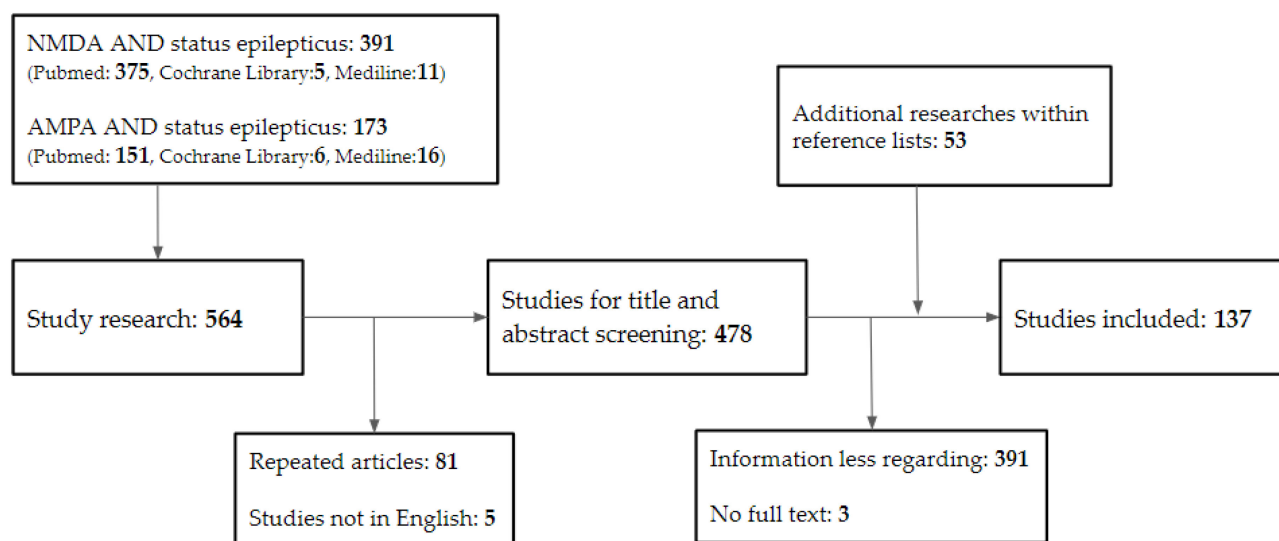 NMDA AND status epilepticus: 391
(Pubmed: 375, Cochrane Library:5, Mediline:11)
AMPA AND status epilepticus: 173
(Pubmed: 151, Cochrane Library:6, Mediline:16)
Additional researches within
reference lists: 53
Study research: 564
Studies for title and
abstract screening: 478
Studies included: 137
Repeated articles: 81
Studies not in English: 5
Information less regarding: 391
No full text: 3